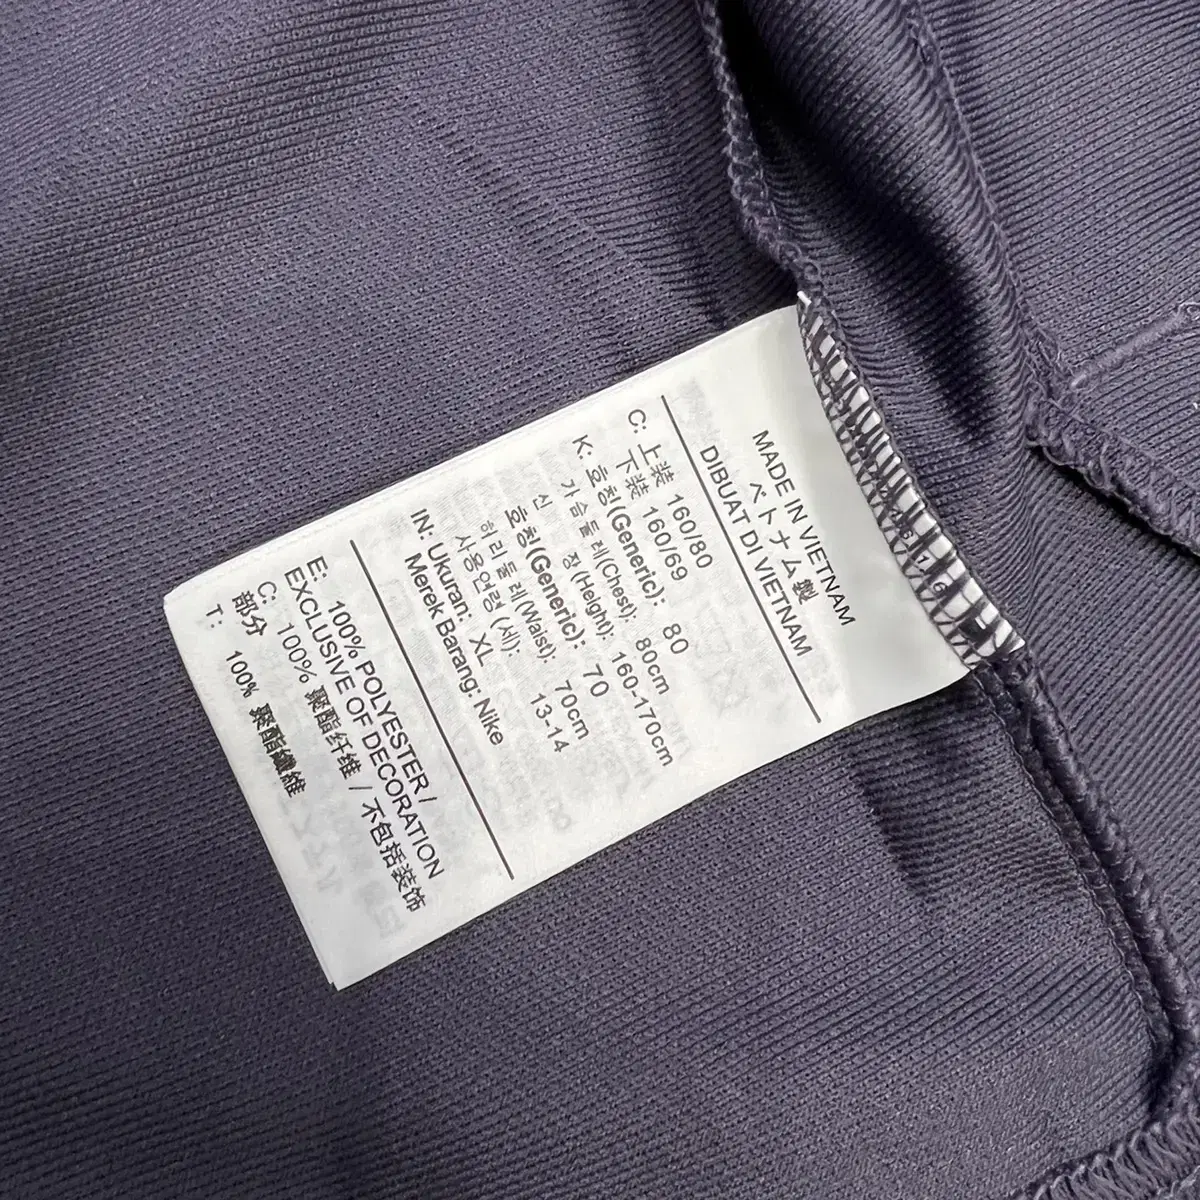 MADE IN VIETNAM
ベトナム製
DIBUAT DI VIETNAM
C: 上装 160/80
下装 160/69
K: 호칭(Generic): 80
가슴둘레(Chest): 80cm
신 장(Height): 160-170cm
호칭(Generic): 70
허리둘레(Waist): 70cm
사용연령(세): 13-14
IN: Ukuran: XL
Merek Barang: Nike
E: 100% POLYESTER /
EXCLUSIVE OF DECORATION
C: 100% 聚酯纤维 / 不包括装饰
部分
T: 100% 聚酯纖維